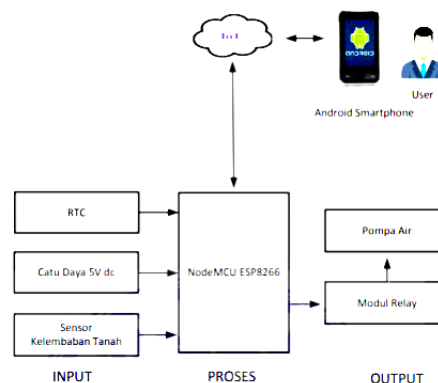 ANDROID
User
Android Smartphone
RTC
Catu Daya 5V dc
Sensor
Kelembaban Tanah
NodeMCU ESP8266
Pompa Air
Modul Relay
INPUT
PROSES
OUTPUT